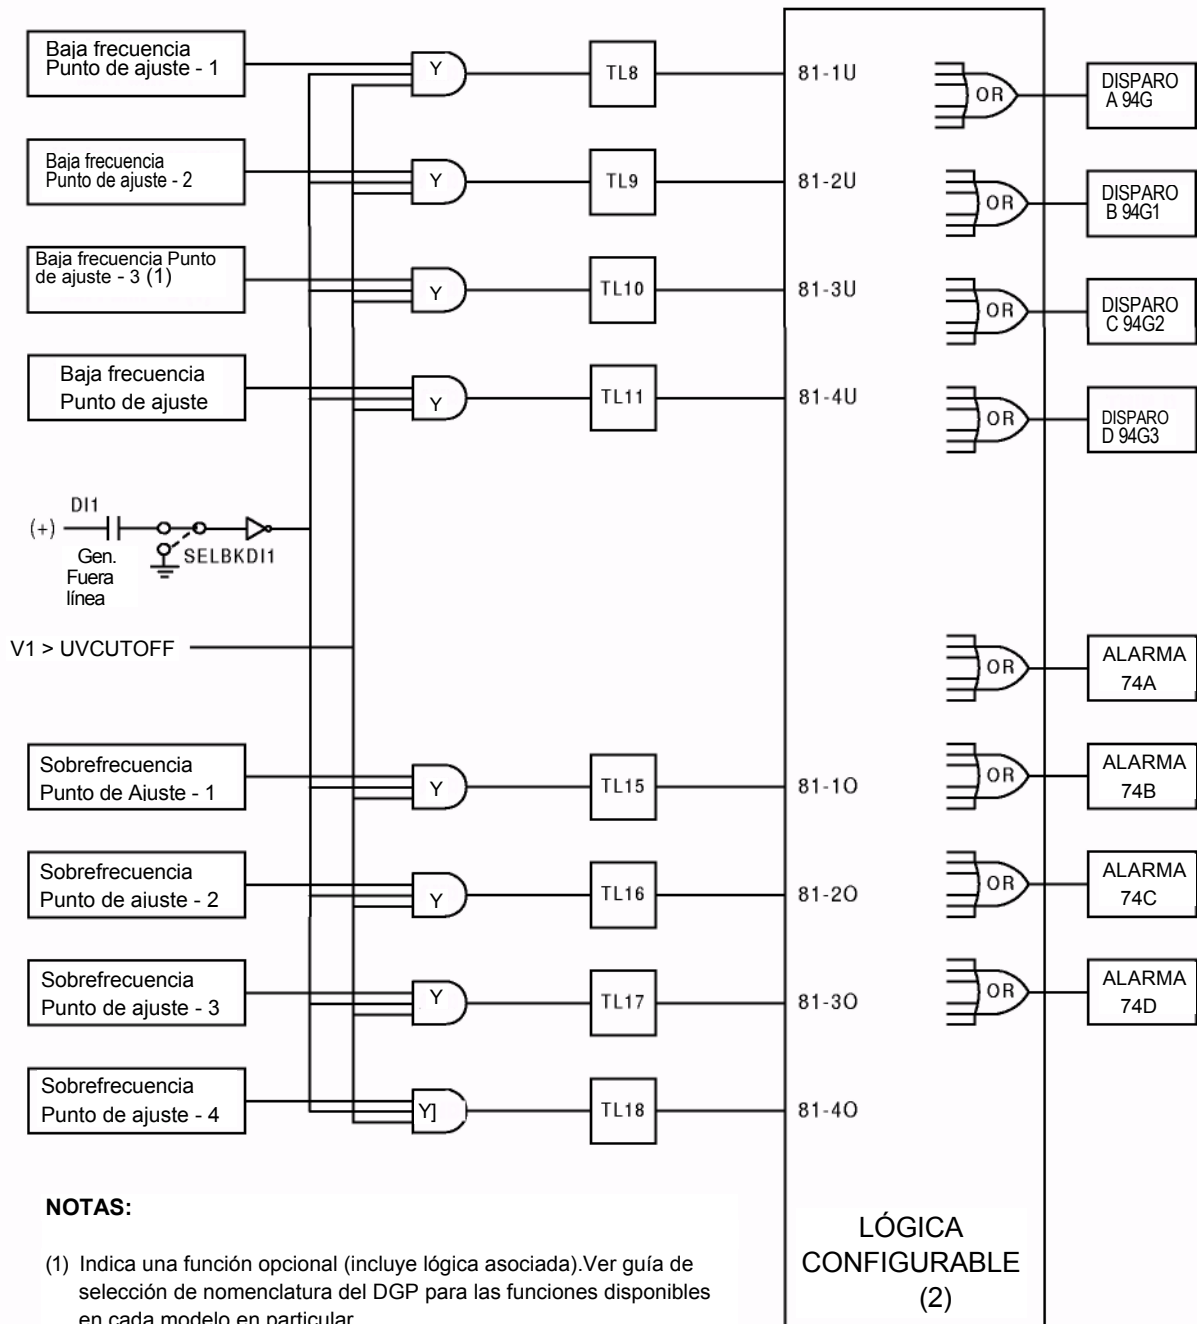 Baja frecuencia
Punto de ajuste - 1
Y
TL8
81-1U
OR
DISPARO
A 94G
Baja frecuencia
Punto de ajuste - 2
Y
TL9
81-2U
OR
DISPARO
B 94G1
Baja frecuencia Punto
de ajuste - 3 (1)
Y
TL10
81-3U
OR
DISPARO
C 94G2
Baja frecuencia
Punto de ajuste
Y
TL11
81-4U
OR
DISPARO
D 94G3
DI1
(+)
SELBKDI1
Gen.
Fuera
línea
V1 > UVCUTOFF
OR
ALARMA
74A
Sobrefrecuencia
Punto de Aiuste - 1
Y
TL15
81-1O
OR
ALARMA
74B
Sobrefrecuencia
Punto de aiuste - 2
Y
TL16
81-2O
OR
ALARMA
74C
Sobrefrecuencia
Punto de ajuste - 3
Y
TL17
81-3O
OR
ALARMA
74D
Sobrefrecuencia
Punto de ajuste - 4
Y]
TL18
81-4O
NOTAS:
(1) Indica una función opcional (incluye lógica asociada).Ver guía de
selección de nomenclatura del DGP para las funciones disponibles
en cada modelo en particular
LÓGICA
CONFIGURABLE
(2)